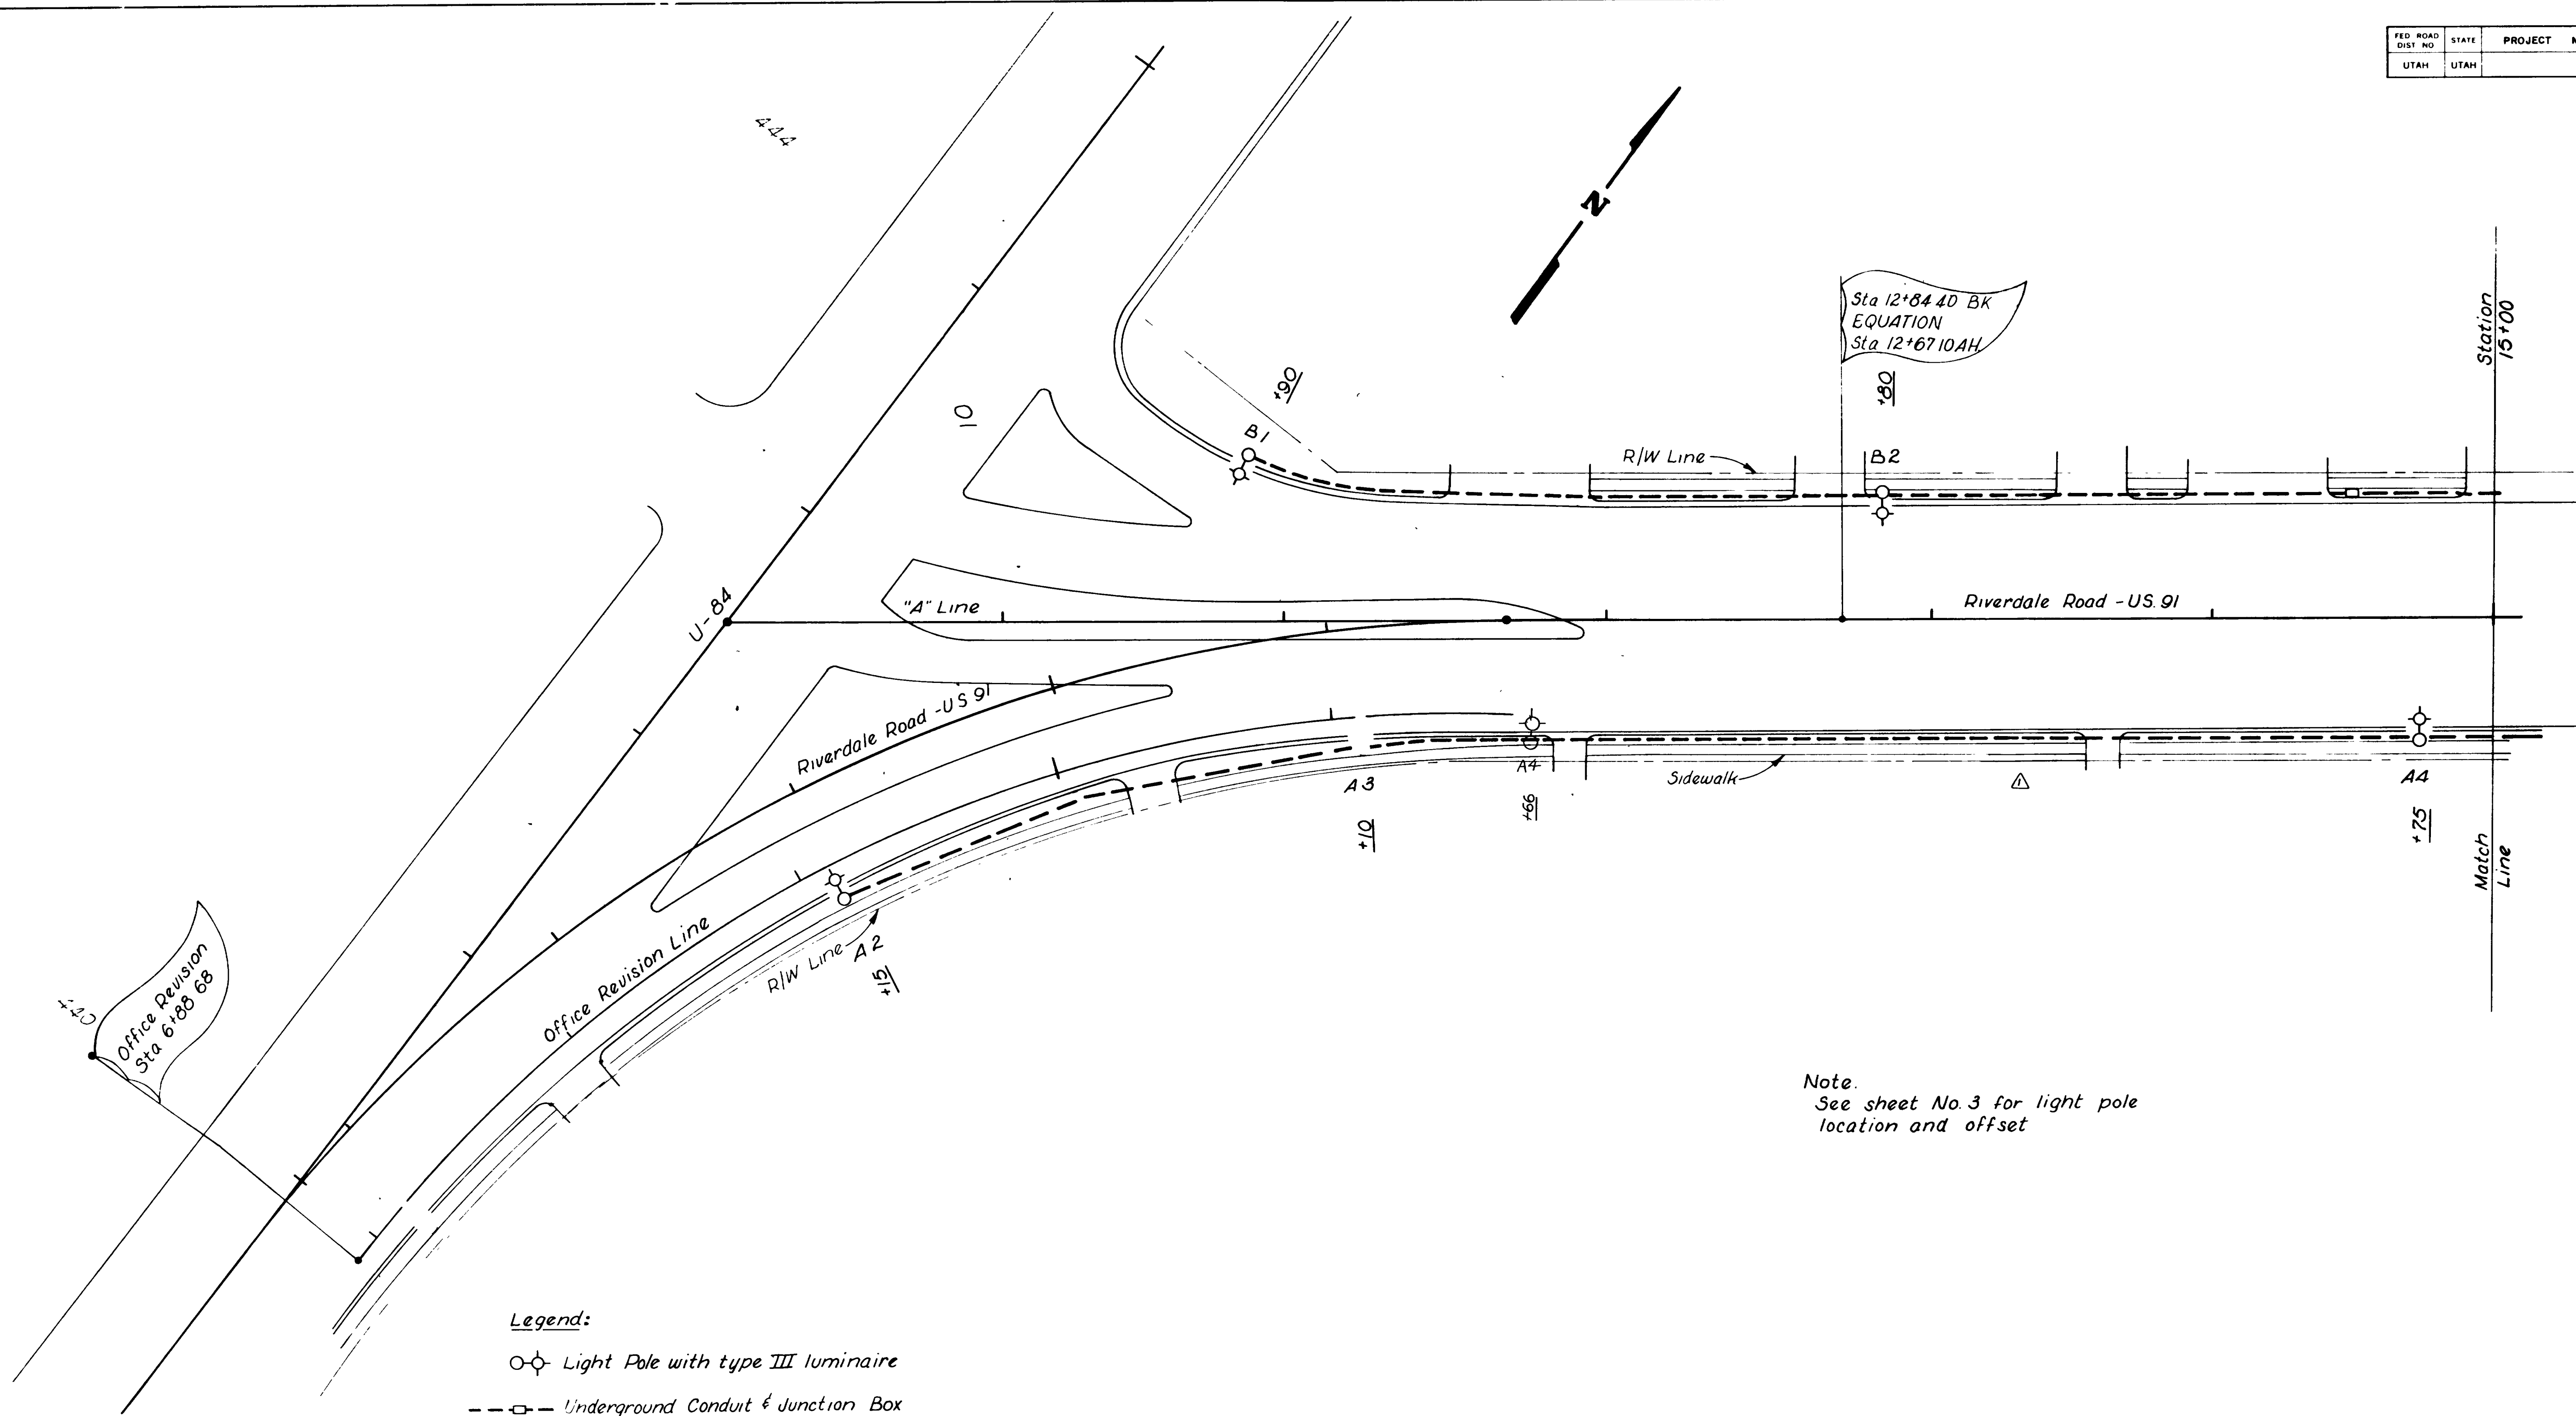 FED ROAD DIST NO
STATE
PROJECT
UTAH
UTAH
444
N
Sta 12+84 40 BK
EQUATION
Sta 12+67 10 AH.
Station
15+00
+90
+80
10
B1
R/W Line
B2
U-84
"A" Line
Riverdale Road - US. 91
Riverdale Road - US 91
A3
+10
A4
+66
Sidewalk
1
A4
+75
Match
Line
Office Revision Line
R/W Line
A2
+15
440
Office Revision
Sta 6+88 68
Note.
See sheet No. 3 for light pole
location and offset
Legend:
Light Pole with type III luminaire
Underground Conduit & Junction Box